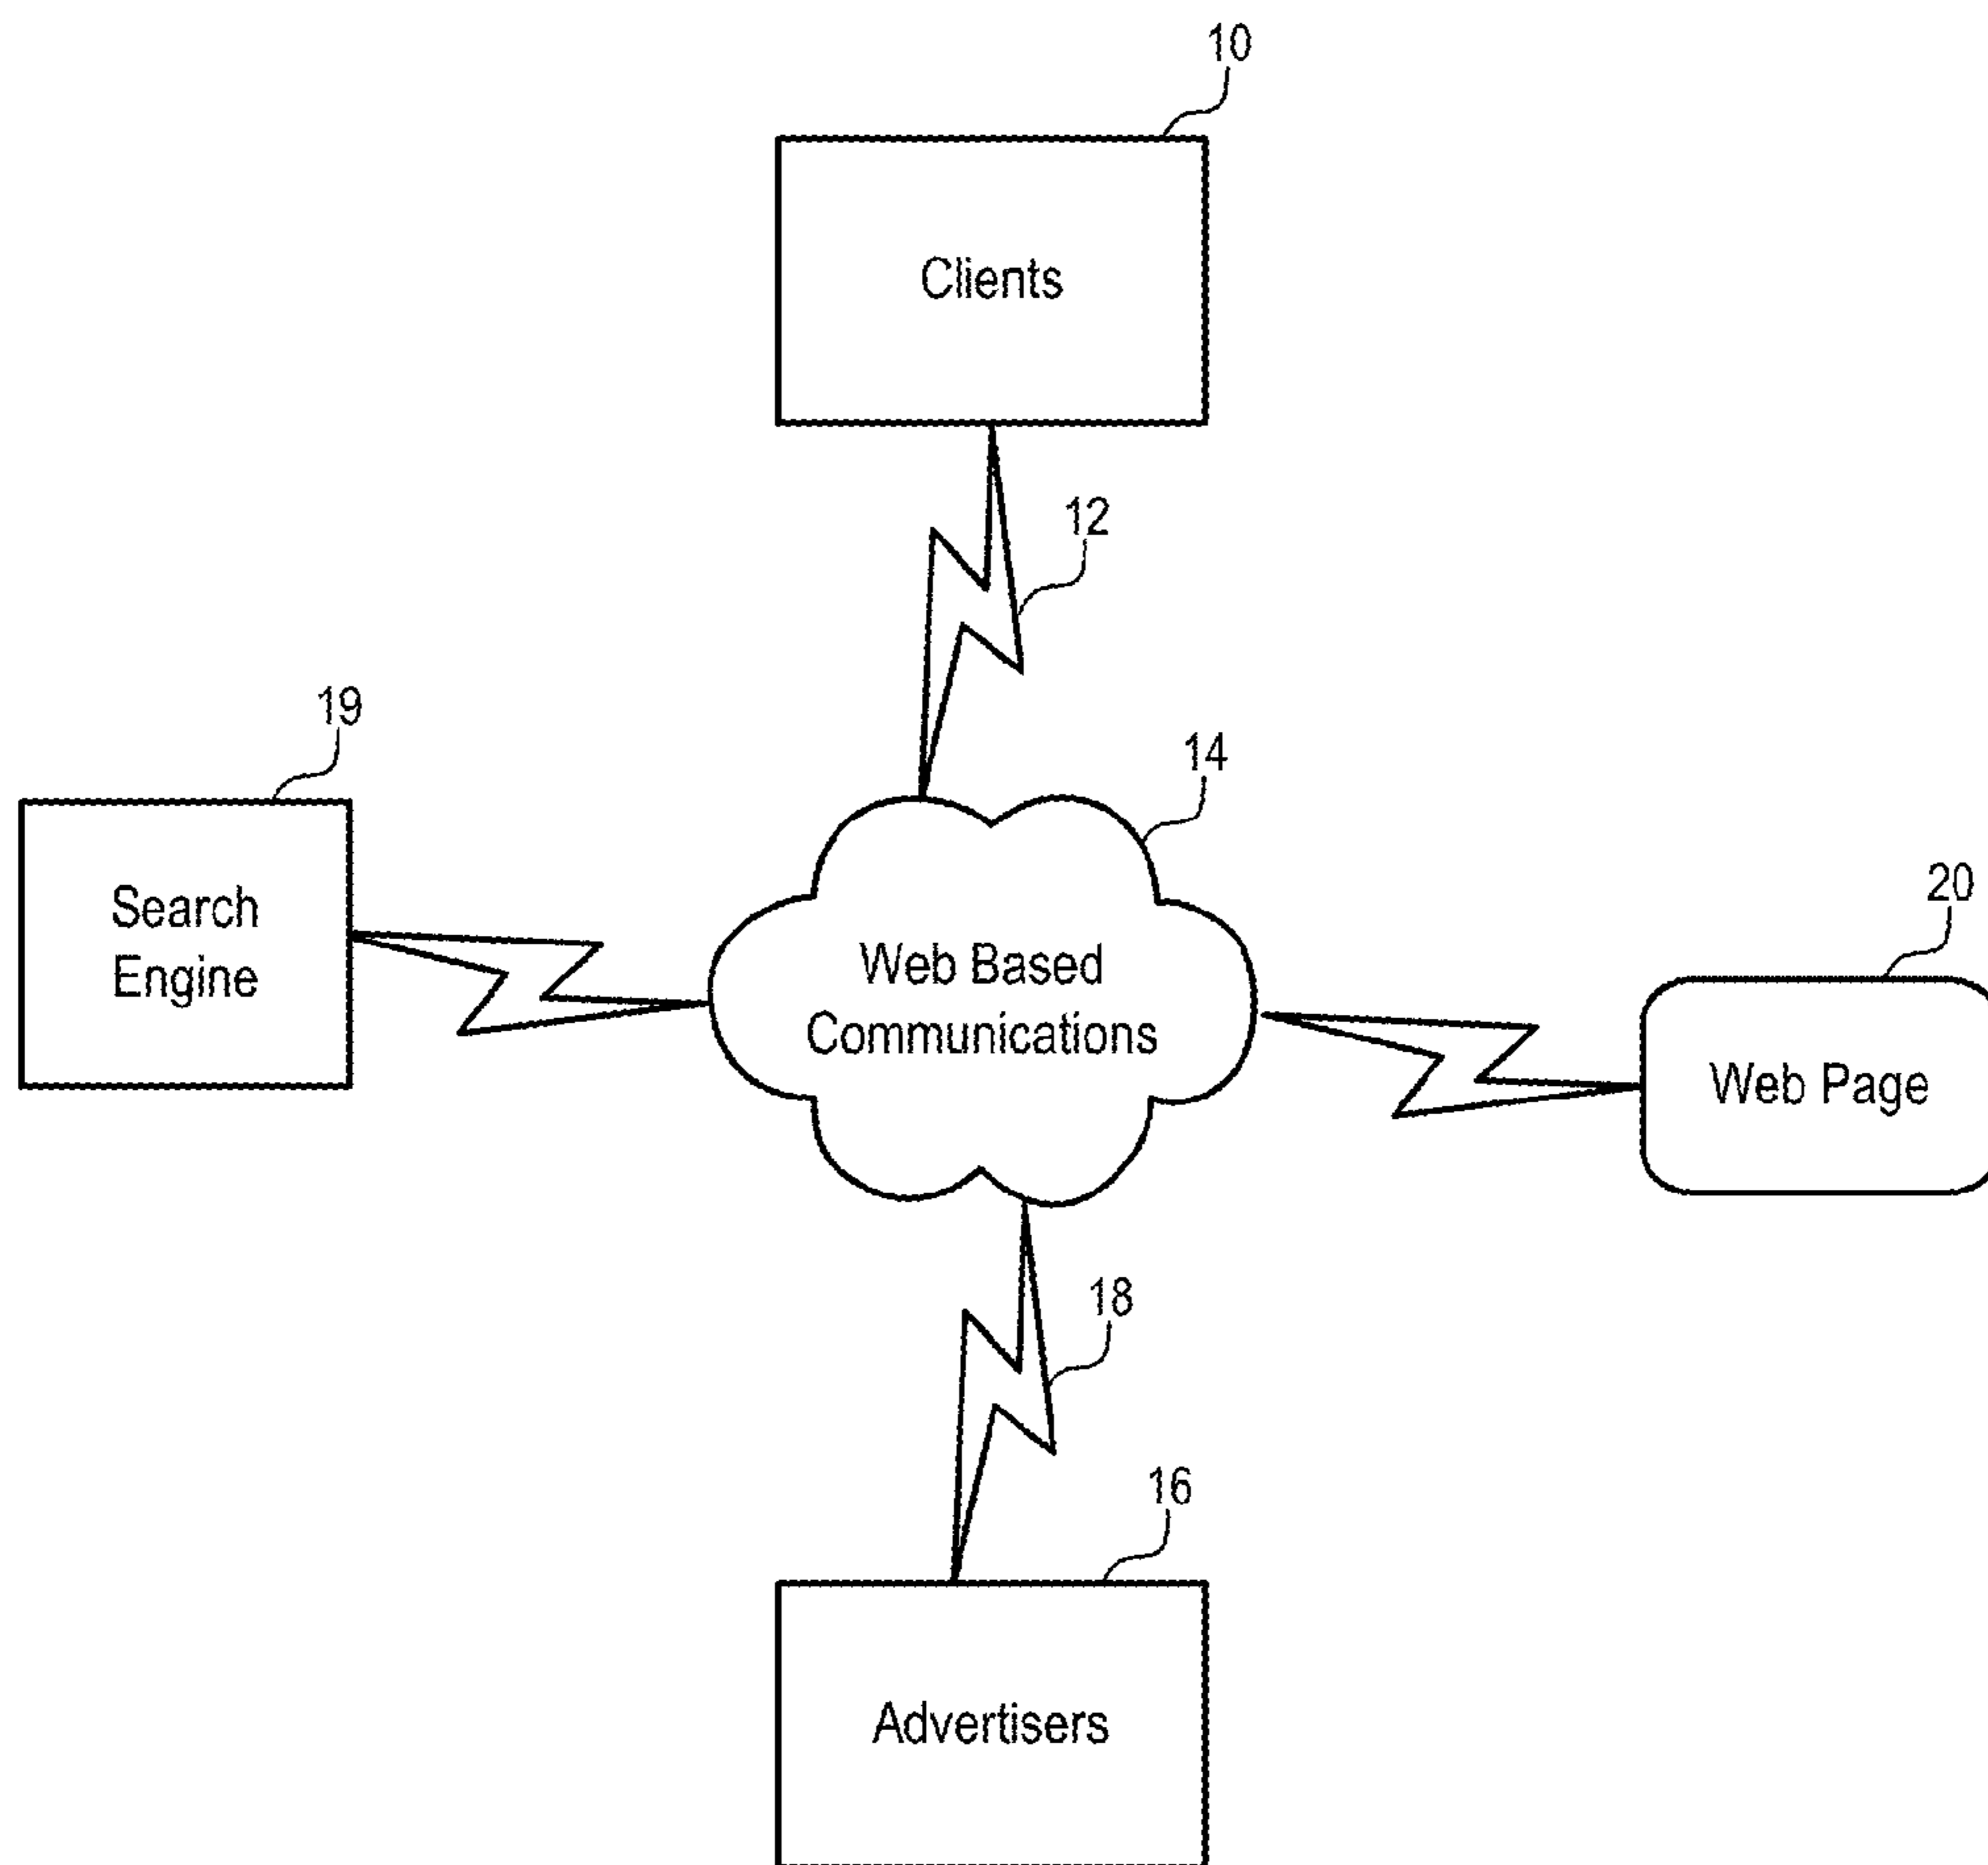 10
Clients
12
19
14
Search
Engine
20
Web Based
Communications
Web Page
18
16
Advertisers